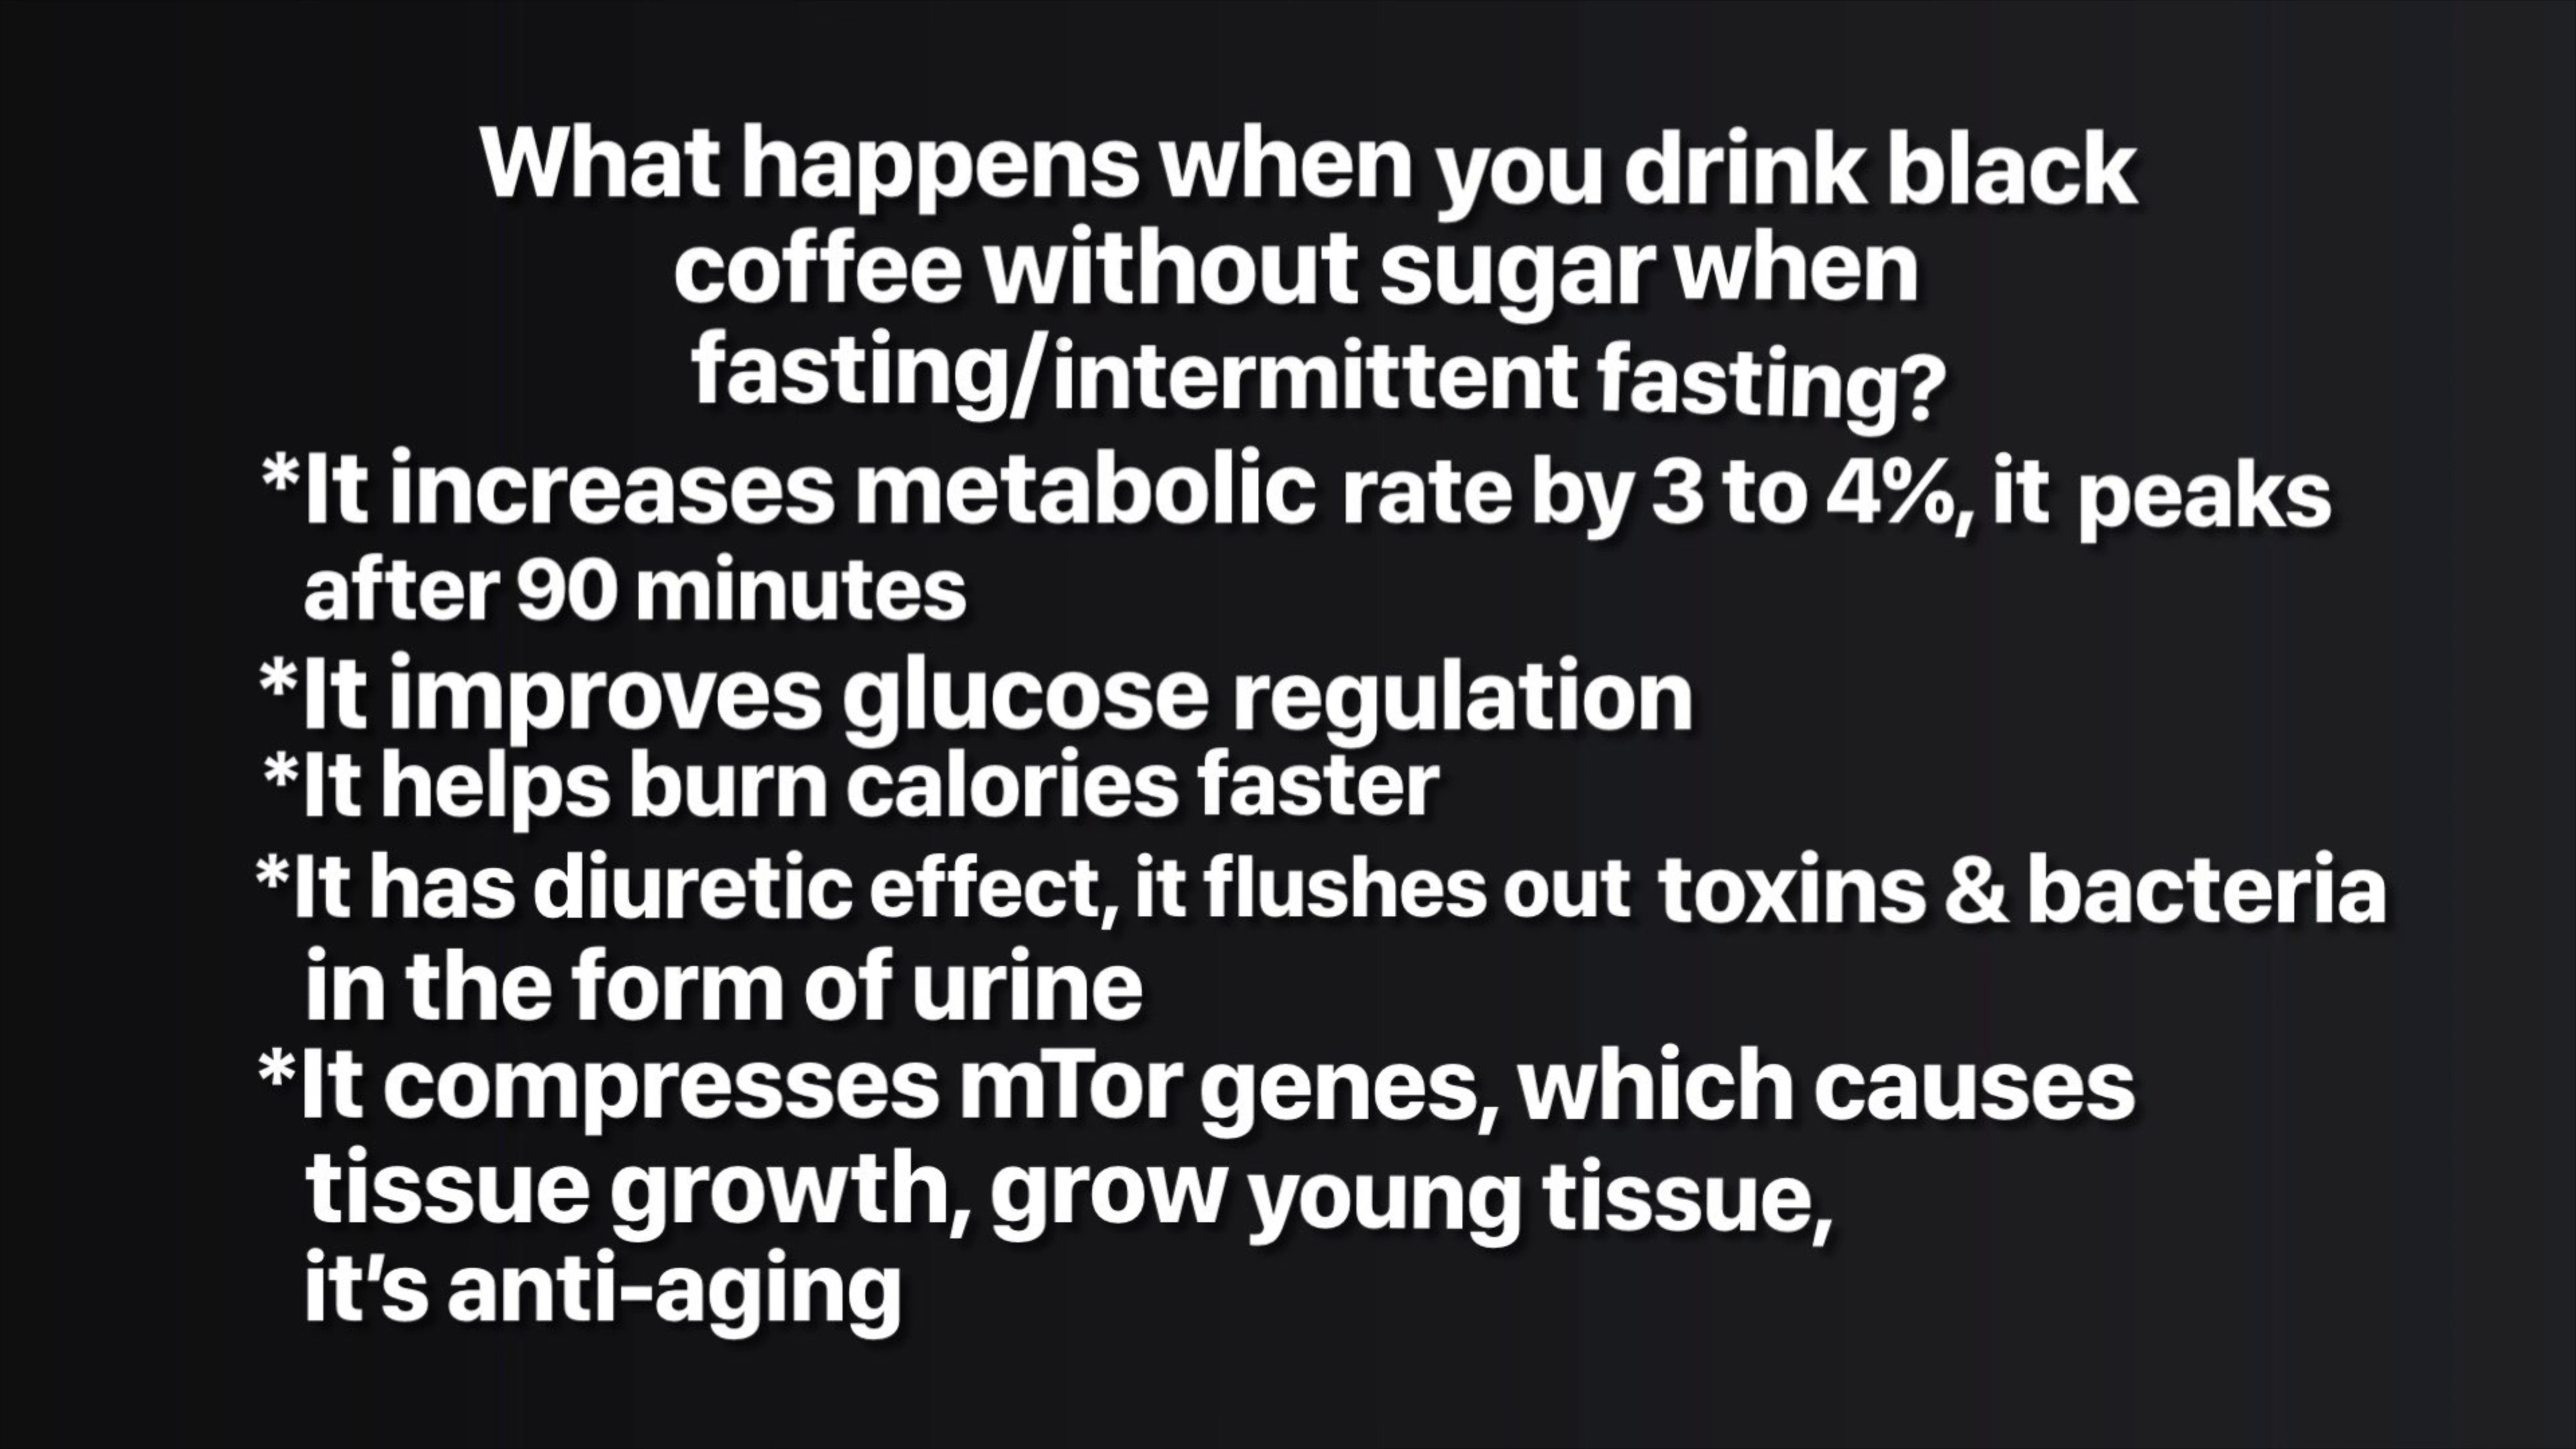 What happens when you drink black
coffee without sugar when
fasting/intermittent fasting?
*It increases metabolic rate by 3 to 4%, it peaks
after 90 minutes
*It improves glucose regulation
*It helps burn calories faster
*It has diuretic effect, it flushes out toxins & bacteria
in the form of urine
*It compresses mTor genes, which causes
tissue growth, grow young tissue,
it's anti-aging